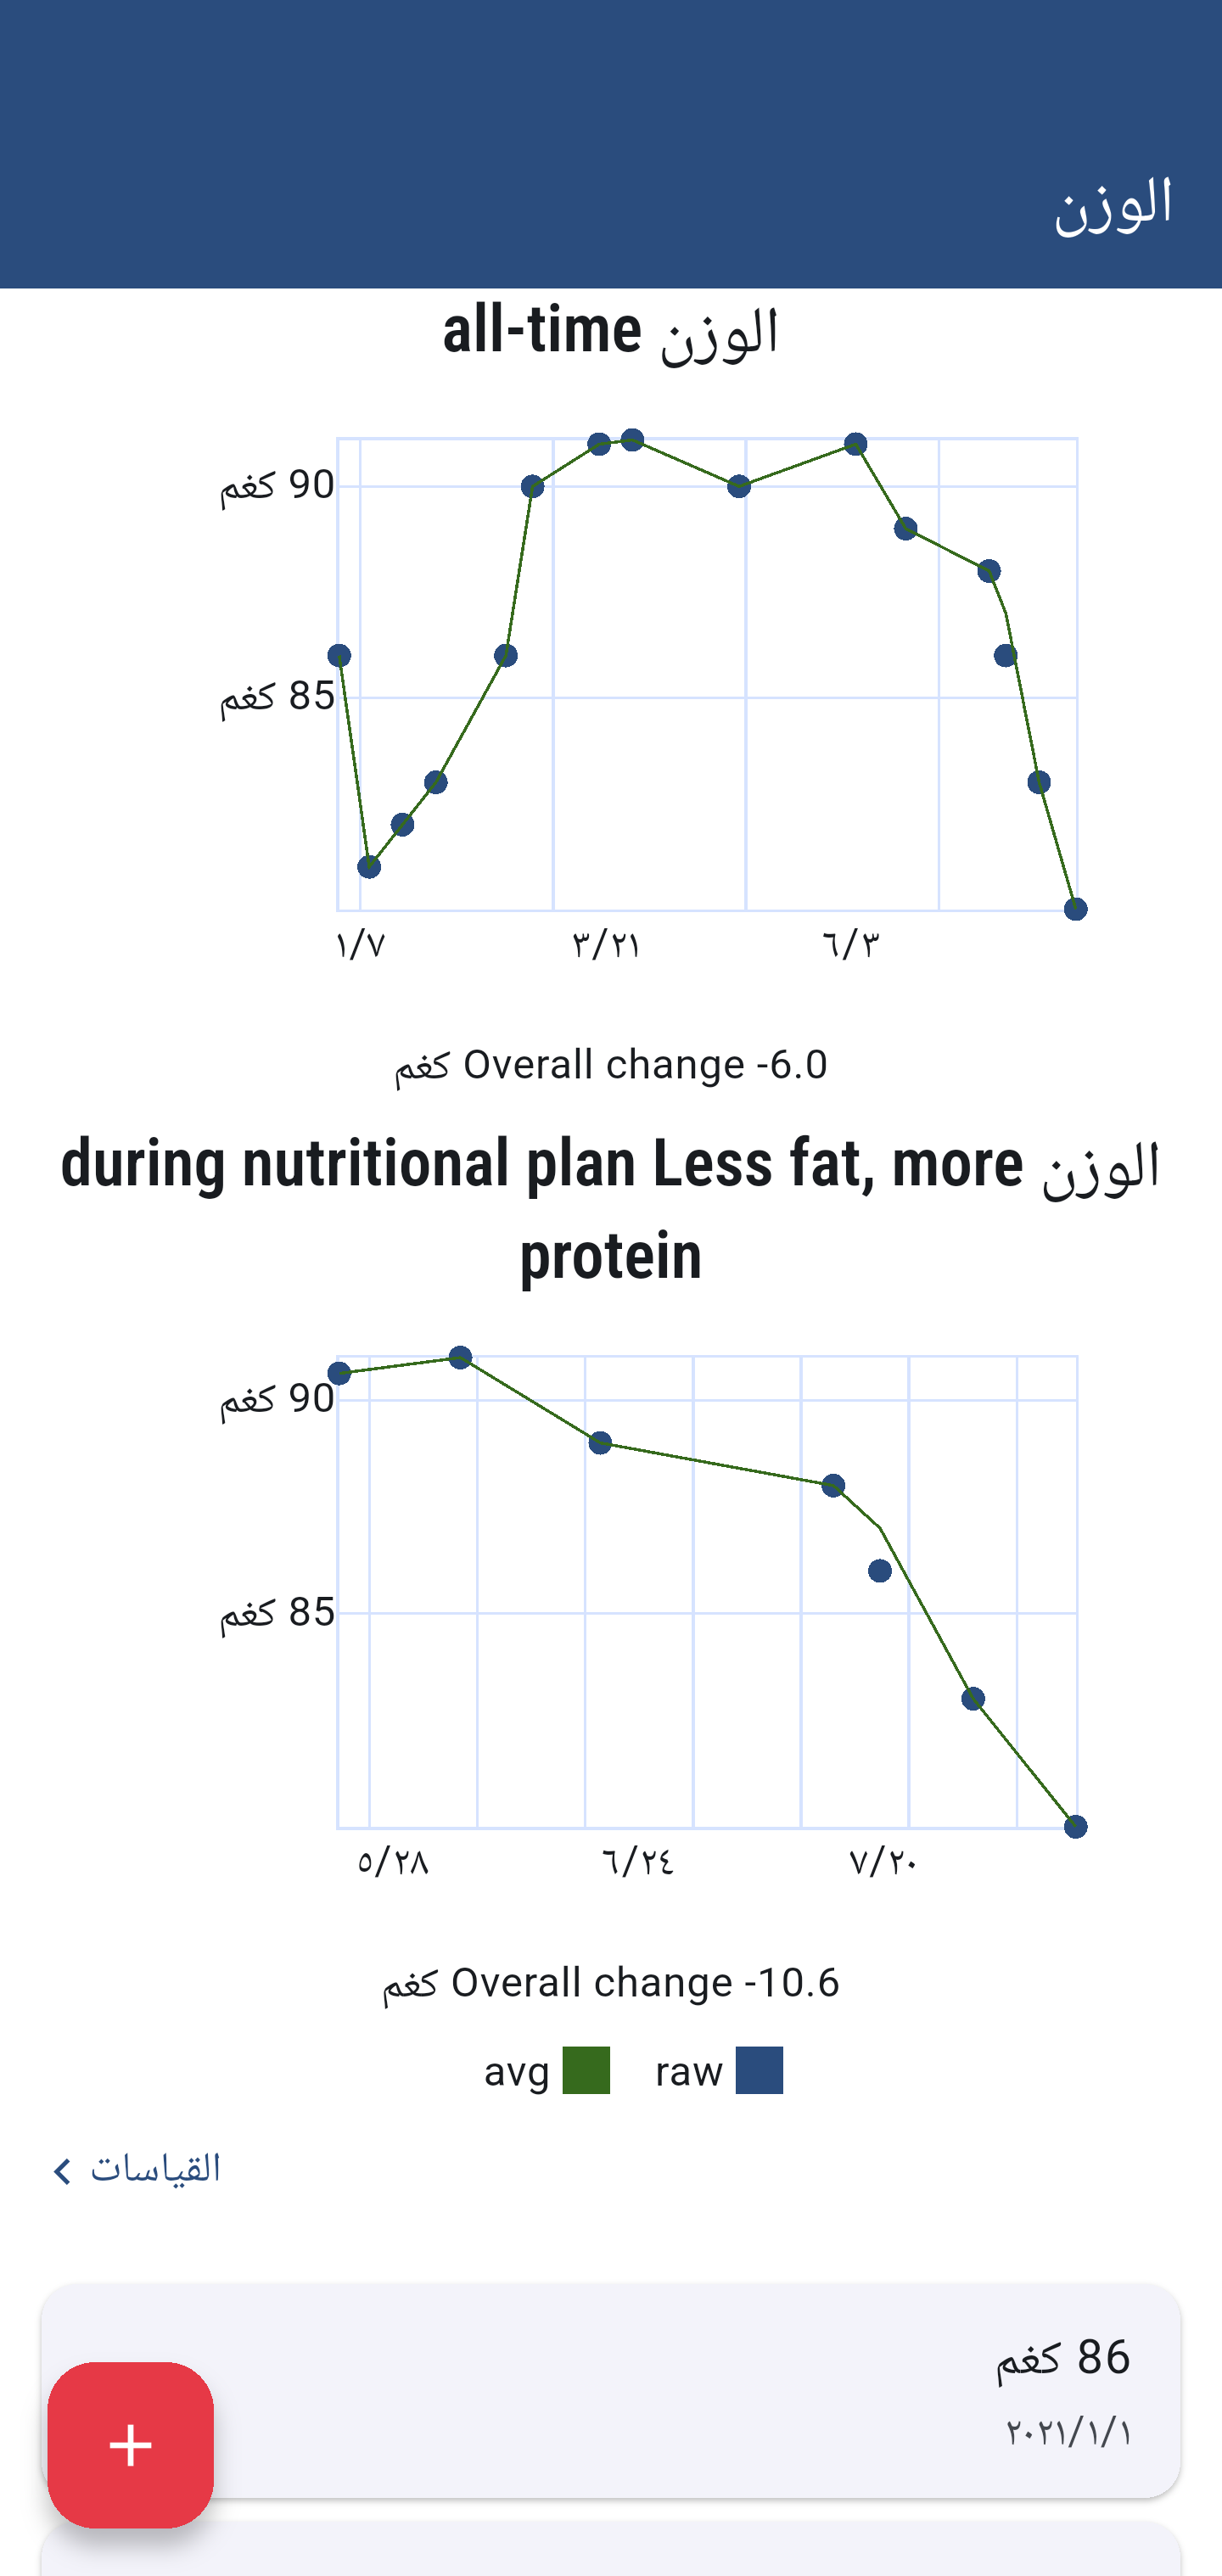 الوزن
الوزن all-time
90 كغم
85 كغم
١/٧
٣/٢١
٦/٣
Overall change -6.0 كغم
الوزن during nutritional plan Less fat, more
protein
90 كغم
85 كغم
٥/٢٨
٦/٢٤
٧/٢٠
Overall change -10.6 كغم
raw avg
القياسات
86 كغم
٢٠٢١/١/١